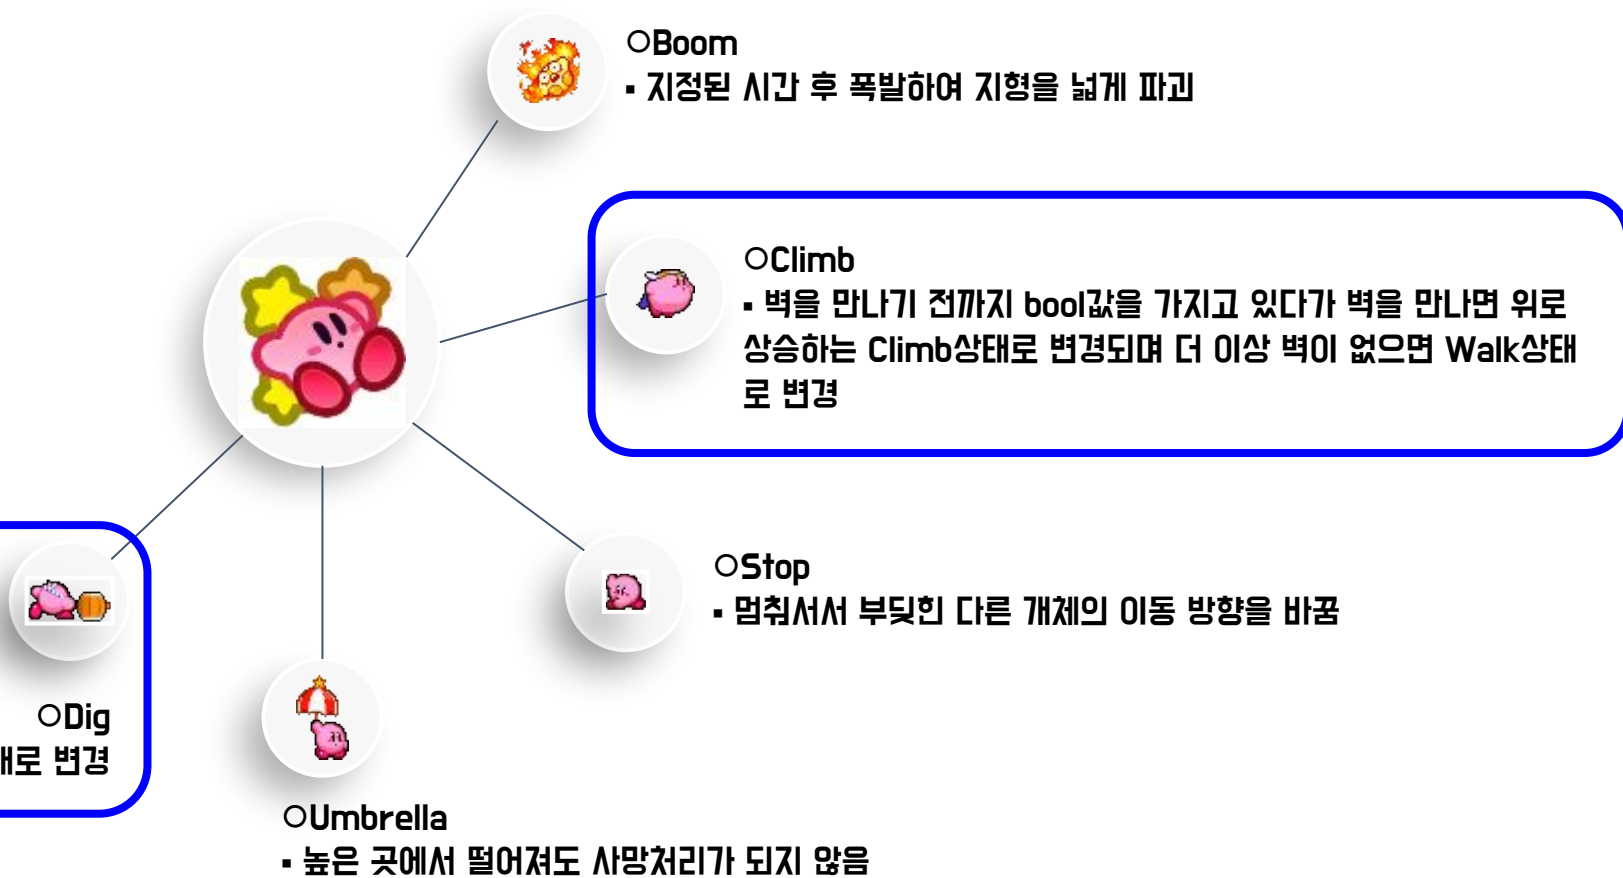 ○Boom
▪ 지정된 시간 후 폭발하여 지형을 넓게 파괴
○Climb
▪ 벽을 만나기 전까지 bool값을 가지고 있다가 벽을 만나면 위로
상승하는 Climb상태로 변경되며 더 이상 벽이 없으면 Walk상태
로 변경
○Stop
▪ 멈춰서서 부딪힌 다른 개체의 이동 방향을 바꿈
○Dig
태로 변경
○Umbrella
▪ 높은 곳에서 떨어져도 사망처리가 되지 않음